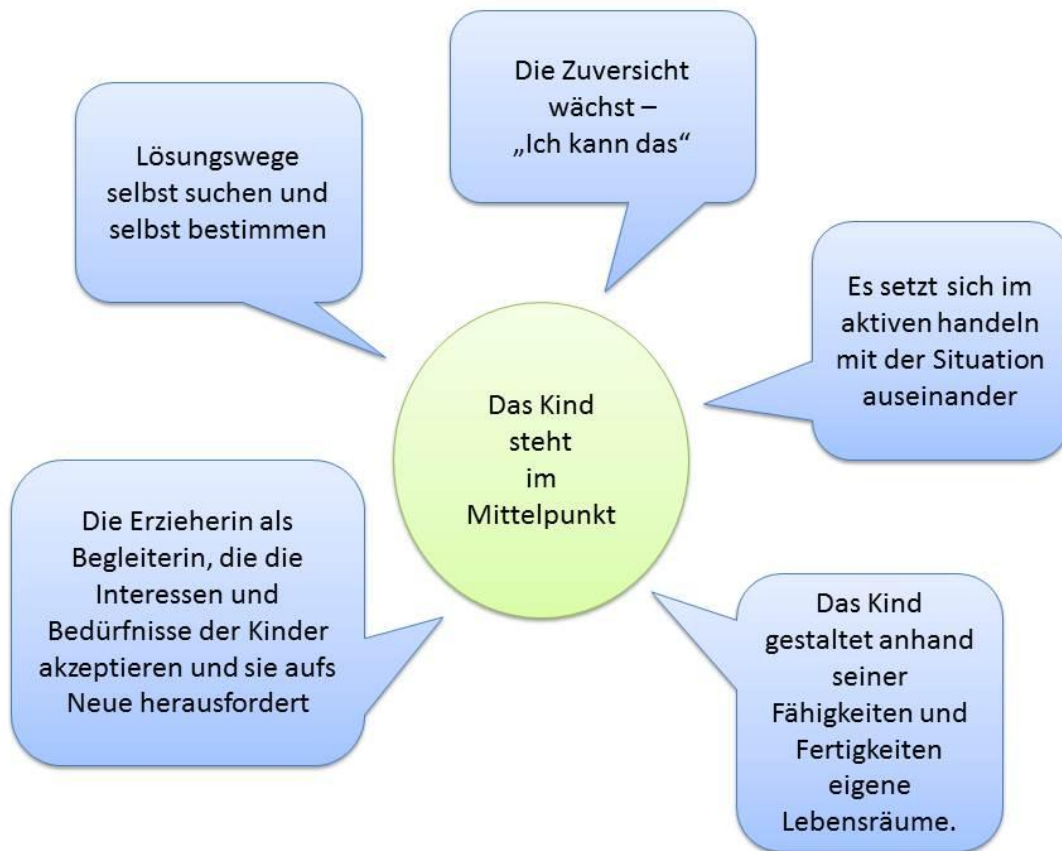 Die Zuversicht
wächst –
„Ich kann das“
Lösungswege
selbst suchen und
selbst bestimmen
Es setzt sich im
aktiven handeln
mit der Situation
auseinander
Das Kind
steht
im
Mittelpunkt
Die Erzieherin als
Begleiterin, die die
Interessen und
Bedürfnisse der Kinder
akzeptieren und sie aufs
Neue herausfordert
Das Kind
gestaltet anhand
seiner
Fähigkeiten und
Fertigkeiten
eigene
Lebensräume.